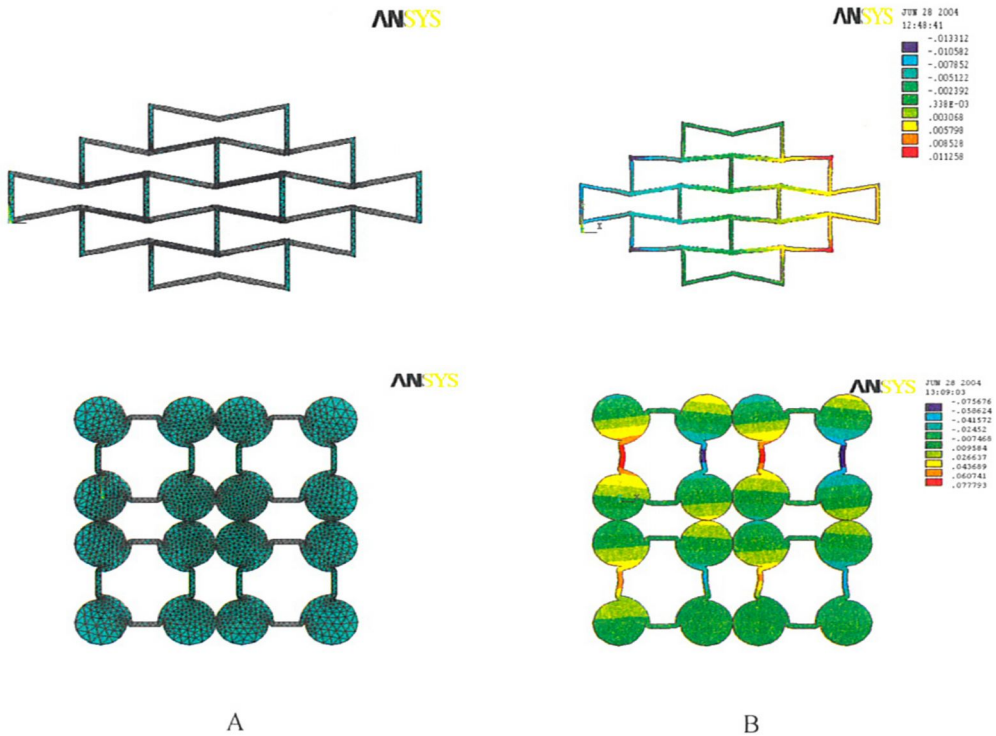 ANSYS
ANSYS
JUN 28 2004
12:48:41
-.013312
-.010582
-.007852
-.005122
-.002392
.338E-03
.003068
.005798
.008528
.011258
X
ANSYS
ANSYS
JUN 28 2004
13:09:03
-.075676
-.058624
-.041572
-.02452
-.007468
.009584
.026637
.043689
.060741
.077793
A
B